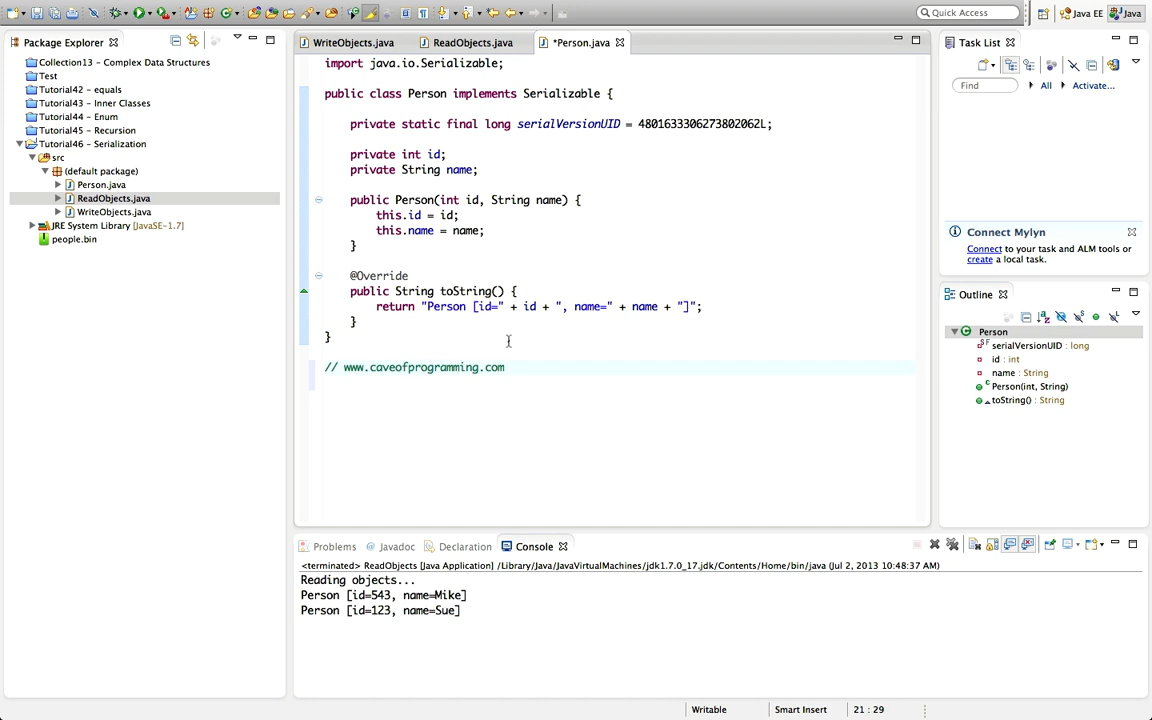 Quick Access
Java EE
Java
Package Explorer
Collection13 - Complex Data Structures
Test
Tutorial42 - equals
Tutorial43 - Inner Classes
Tutorial44 - Enum
Tutorial45 - Recursion
Tutorial46 - Serialization
src
(default package)
Person.java
ReadObjects.java
WriteObjects.java
JRE System Library [JavaSE-1.7]
people.bin
WriteObjects.java
ReadObjects.java
*Person.java
import java.io.Serializable;
public class Person implements Serializable {
private static final long serialVersionUID = 4801633306273802062L;
private int id;
private String name;
public Person(int id, String name) {
this.id = id;
this.name = name;
}
@Override
public String toString() {
return "Person [id=" + id + ", name=" + name + "]";
}
}
// www.caveofprogramming.com
Task List
Find
All
Activate...
Connect Mylyn
Connect to your task and ALM tools or
create a local task.
Outline
Person
serialVersionUID : long
id : int
name : String
Person(int, String)
toString() : String
Problems
Javadoc
Declaration
Console
<terminated> ReadObjects [Java Application] /Library/Java/JavaVirtualMachines/jdk1.7.0_17.jdk/Contents/Home/bin/java (Jul 2, 2013 10:48:37 AM)
Reading objects...
Person [id=543, name=Mike]
Person [id=123, name=Sue]
Writable
Smart Insert
21 : 29